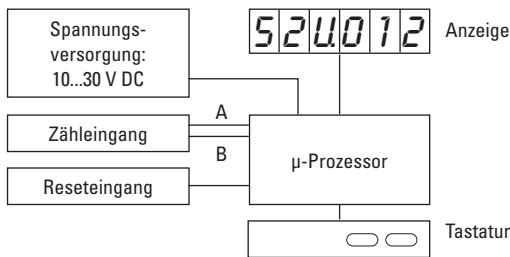 Spannungs-
versorgung:
10...30 V DC
52U.012
Anzeige
A
Zähleingang
B
µ-Prozessor
Reseteingang
Tastatur